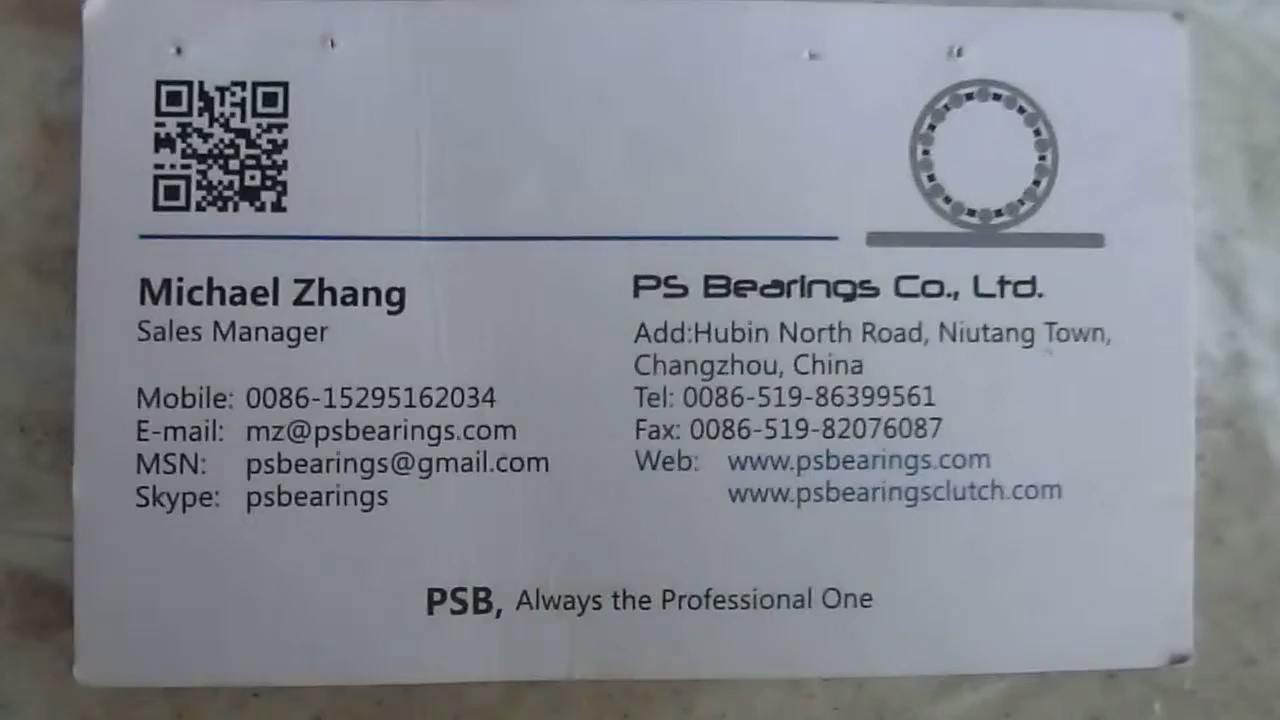 Michael Zhang
Sales Manager
Mobile: 0086-15295162034
E-mail: mz@psbearings.com
MSN: psbearings@gmail.com
Skype: psbearings
PS Bearings Co., Ltd.
Add:Hubin North Road, Niutang Town,
Changzhou, China
Tel: 0086-519-86399561
Fax: 0086-519-82076087
Web: www.psbearings.com
www.psbearingsclutch.com
PSB, Always the Professional One